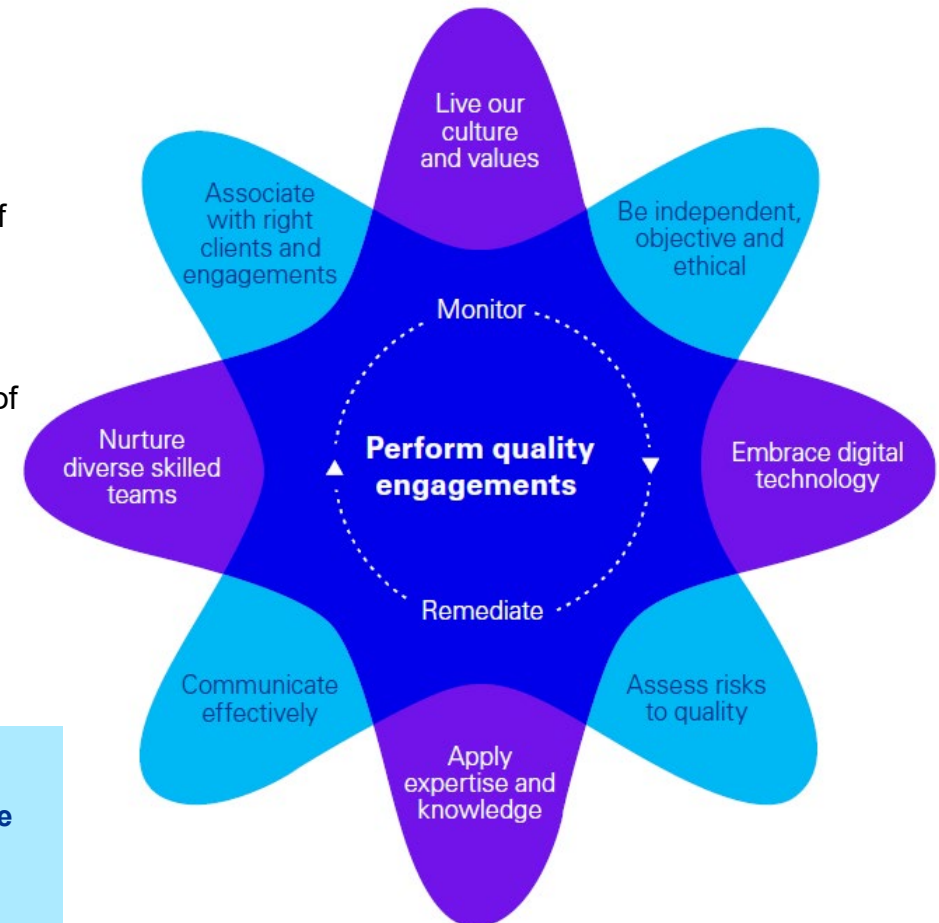 Live our
culture
and values
Associate
with right
clients and
engagements
Be independent,
objective and
ethical
f
Monitor
of
Nurture
diverse skilled
teams
Perform quality
engagements
Embrace digital
technology
Remediate
Communicate
effectively
Assess risks
to quality
Apply
expertise and
knowledge
e